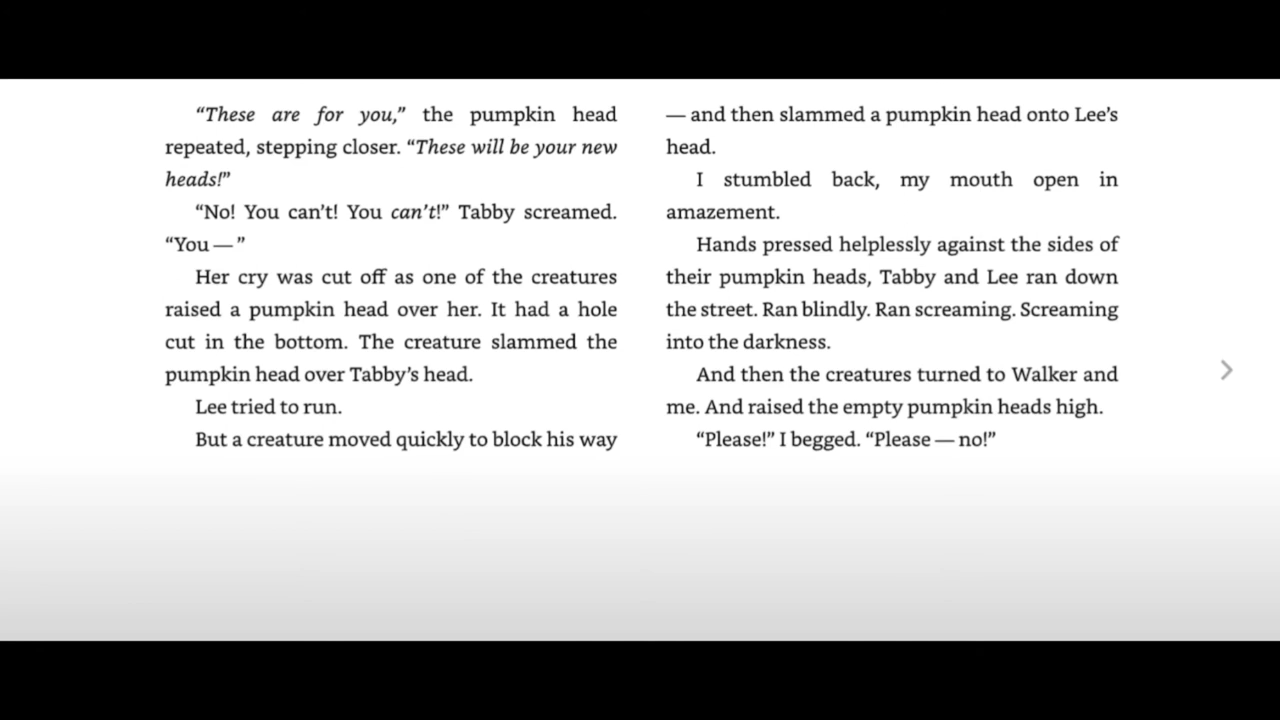 “These are for you,” the pumpkin head
repeated, stepping closer. “These will be your new
heads!”
“No! You can’t! You can’t!” Tabby screamed.
“You — ”
Her cry was cut off as one of the creatures
raised a pumpkin head over her. It had a hole
cut in the bottom. The creature slammed the
pumpkin head over Tabby’s head.
Lee tried to run.
But a creature moved quickly to block his way
— and then slammed a pumpkin head onto Lee’s
head.
I stumbled back, my mouth open in
amazement.
Hands pressed helplessly against the sides of
their pumpkin heads, Tabby and Lee ran down
the street. Ran blindly. Ran screaming. Screaming
into the darkness.
And then the creatures turned to Walker and
me. And raised the empty pumpkin heads high.
“Please!” I begged. “Please — no!”